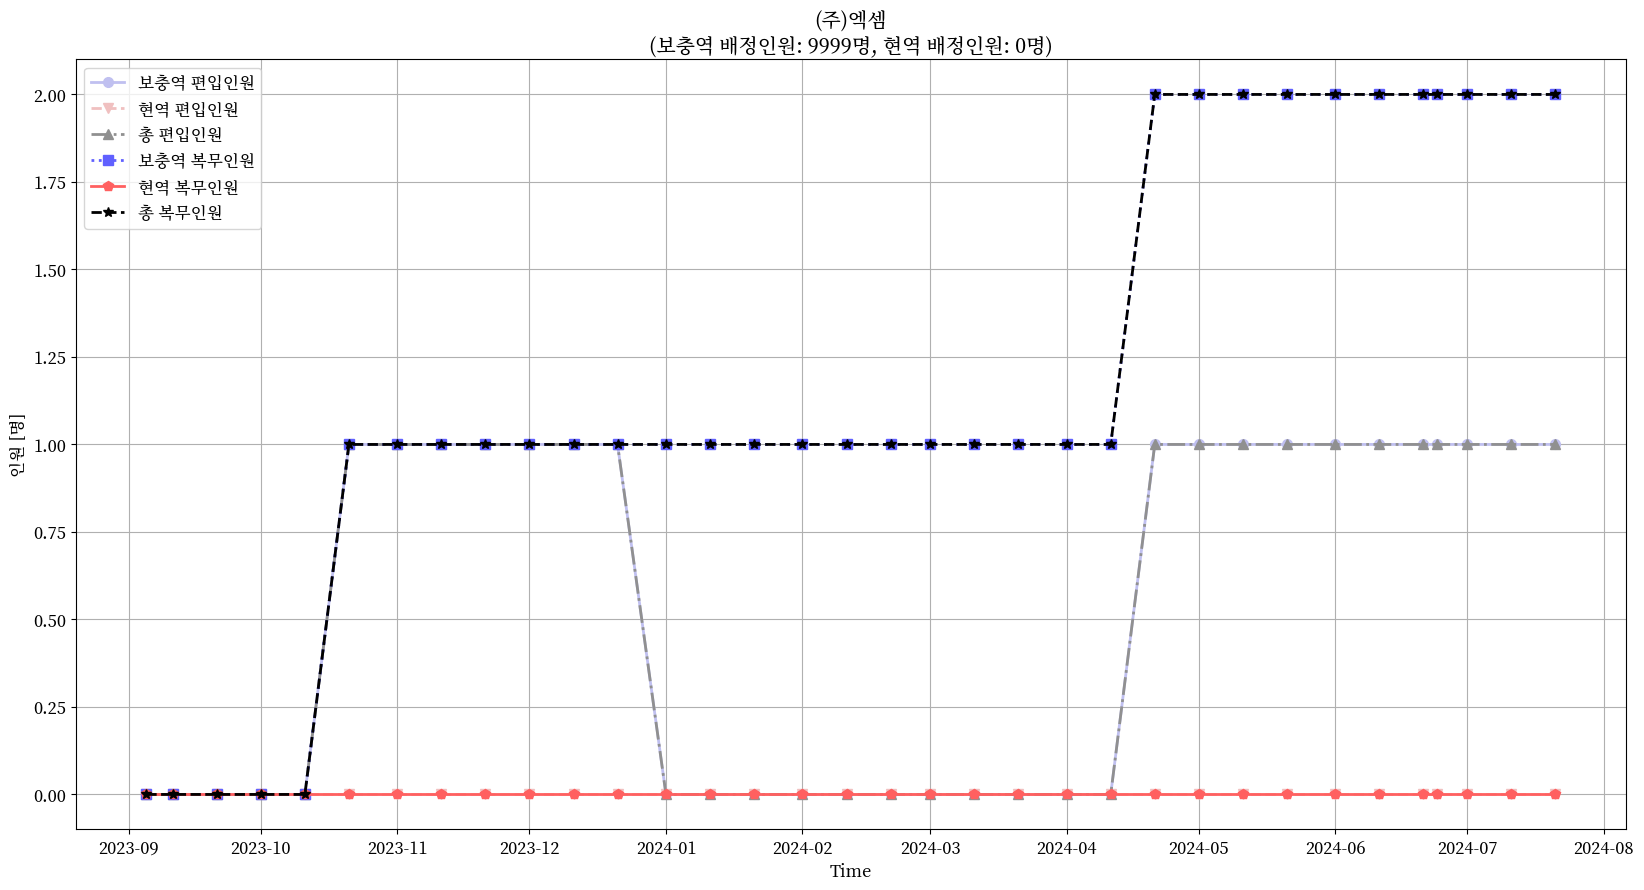 (주)엑셈
(보충역 배정인원: 9999명, 현역 배정인원: 0명)
보충역 편입인원
현역 편입인원
총 편입인원
보충역 복무인원
현역 복무인원
총 복무인원
2.00
1.75
1.50
1.25
1.00
0.75
0.50
0.25
0.00
인원 [명]
2023-09
2023-10
2023-11
2023-12
2024-01
2024-02
2024-03
2024-04
2024-05
2024-06
2024-07
2024-08
Time